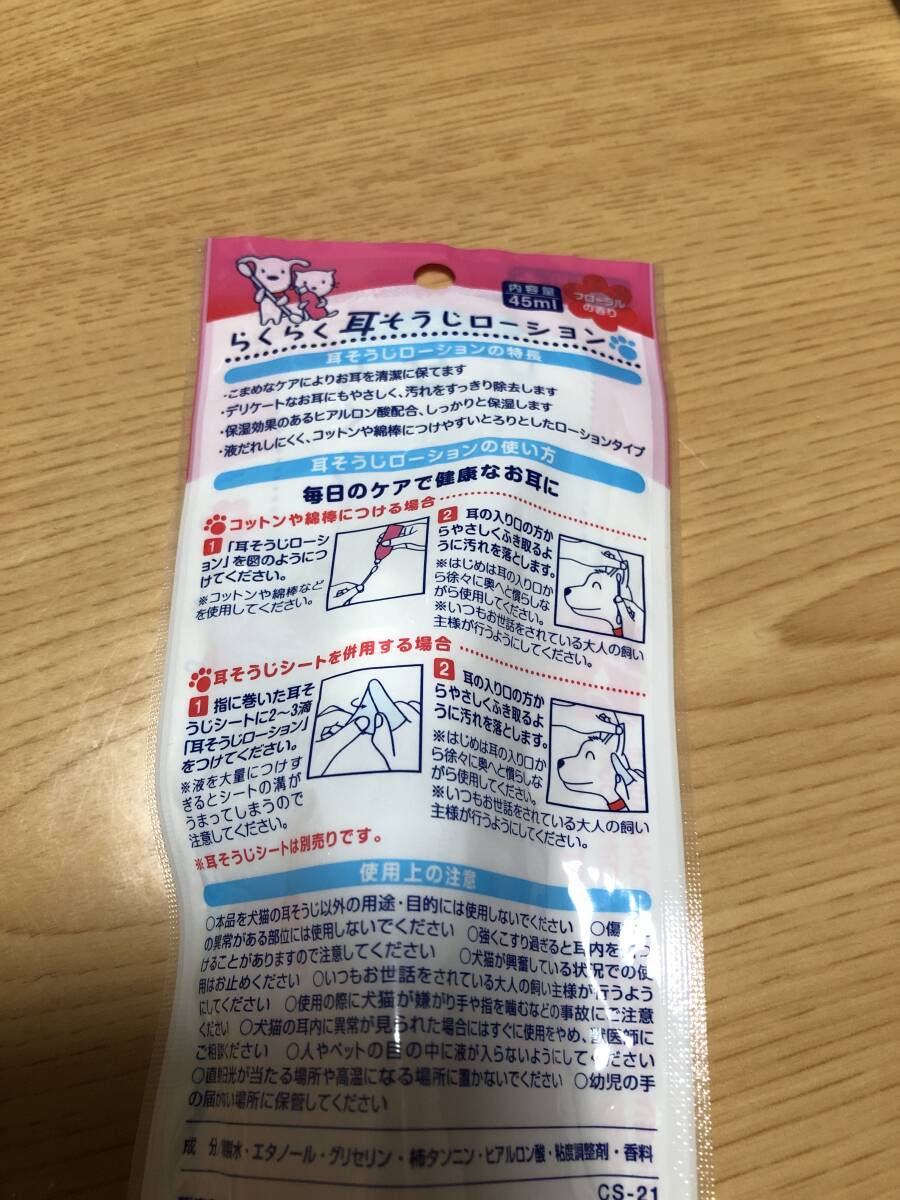 内容量
45ml
フローラル
の香り
らくらく耳そうじローション
耳そうじローションの特長
・こまめなケアによりお耳を清潔に保てます
・デリケートなお耳にもやさしく、汚れをすっきり除去します
・保湿効果のあるヒアルロン酸配合、しっかりと保湿します
・液だれしにくく、コットンや綿棒につけやすいとろりとしたローションタイプ
耳そうじローションの使い方
毎日のケアで健康なお耳に
コットンや綿棒につける場合
1 「耳そうじローシ
ョン」を図のようにつ
けてください。
※コットンや綿棒など
を使用してください。
2 耳の入り口の方か
らやさしくふき取るよ
うに汚れを落とします。
※はじめは耳の入り口か
ら徐々に奥へと慣らしな
がら使用してください。
※いつもお世話をされている大人の飼い
主様が行うようにしてください。
耳そうじシートを併用する場合
1 指に巻いた耳そ
うじシートに2〜3滴
「耳そうじローション」
をつけてください。
※液を大量につけす
ぎるとシートの溝が
うまってしまうので
注意してください。
※耳そうじシートは別売りです。
2 耳の入り口の方か
らやさしくふき取るよ
うに汚れを落とします。
※はじめは耳の入り口か
ら徐々に奥へと慣らしな
がら使用してください。
※いつもお世話をされている大人の飼い
主様が行うようにしてください。
使用上の注意
○本品を犬猫の耳そうじ以外の用途・目的には使用しないでください ○傷
の異常がある部位には使用しないでください ○強くこすり過ぎると耳内を
けることがありますので注意してください ○犬猫が興奮している状況での使
用はお止めください ○いつもお世話をされている大人の飼い主様が行うよう
にしてください ○使用の際に犬猫が嫌がり手や指を噛むなどの事故にご注意
ください ○犬猫の耳内に異常が見られた場合にはすぐに使用をやめ、獣医師に
ご相談ください ○人やペットの目の中に液が入らないようにしてください
○直射日光が当たる場所や高温になる場所に置かないでください ○幼児の手
の届かない場所に保管してください
成 分/精製水・エタノール・グリセリン・柿タンニン・ヒアルロン酸・粘度調整剤・香料
CS-21